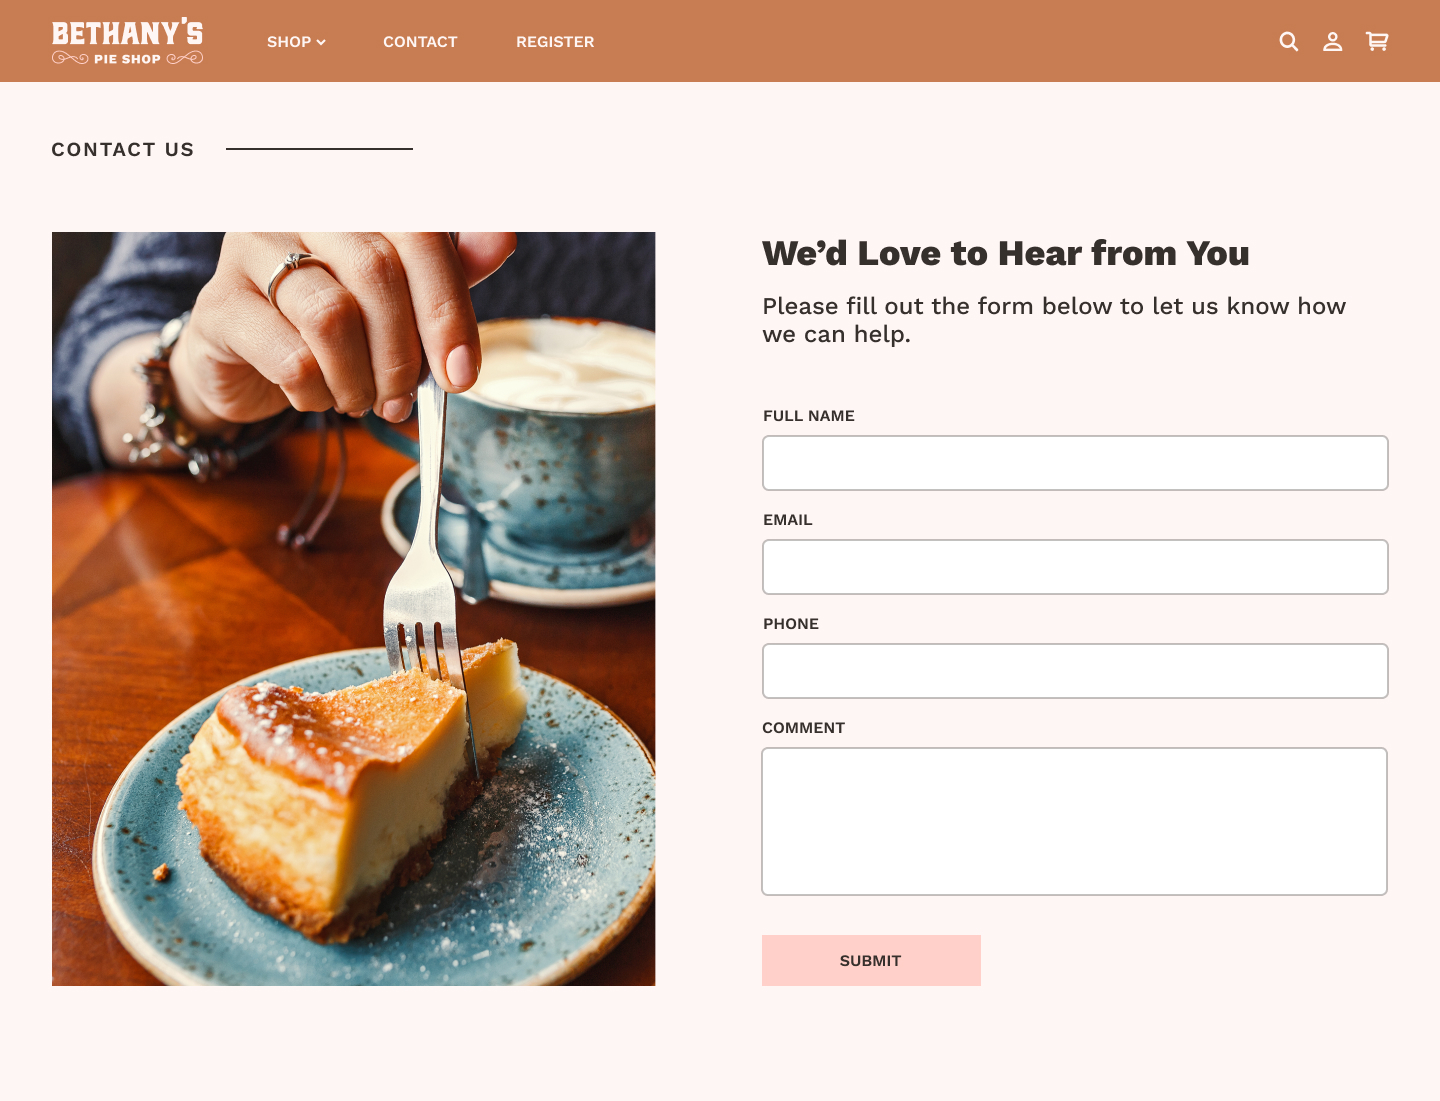 BETHANY'S
PIE SHOP
SHOP
CONTACT
REGISTER
CONTACT US
We’d Love to Hear from You
Please fill out the form below to let us know how
we can help.
FULL NAME
EMAIL
PHONE
COMMENT
SUBMIT